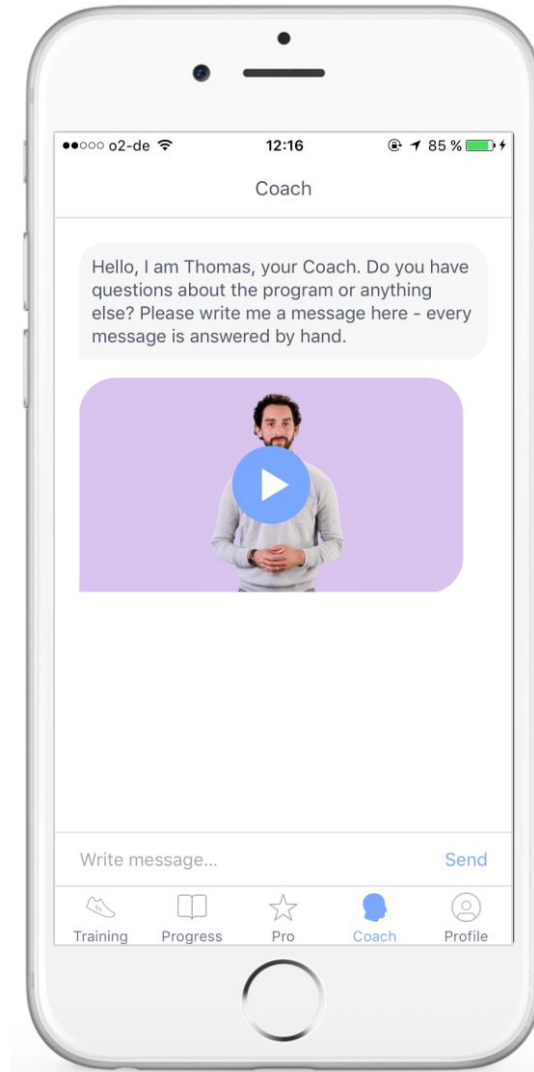 o2-de 12:16 85 %
Coach
Hello, I am Thomas, your Coach. Do you have
questions about the program or anything
else? Please write me a message here - every
message is answered by hand.
Write message... Send
Training Progress Pro Coach Profile